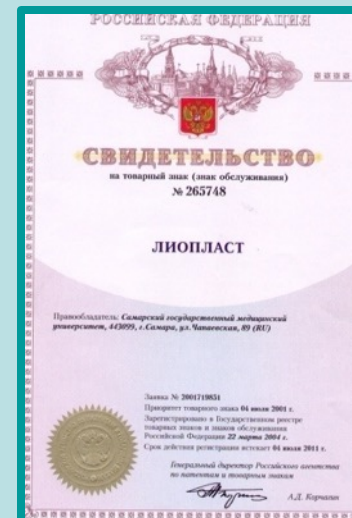 РОССИЙСКАЯ ФЕДЕРАЦИЯ
СВИДЕТЕЛЬСТВО
на товарный знак (знак обслуживания)
№ 265748
ЛИОПЛАСТ
Правообладатель: Самарский государственный медицинский
университет, 443099, г.Самара, ул.Чапаевская, 89 (RU)
Заявка № 2001719831
Приоритет товарного знака 04 июля 2001 г.
Зарегистрировано в Государственном реестре
товарных знаков и знаков обслуживания
Российской Федерации 22 марта 2004 г.
Срок действия регистрации истекает 04 июля 2011 г.
Генеральный директор Российского агентства
по патентам и товарным знакам
А.Д. Корчагин